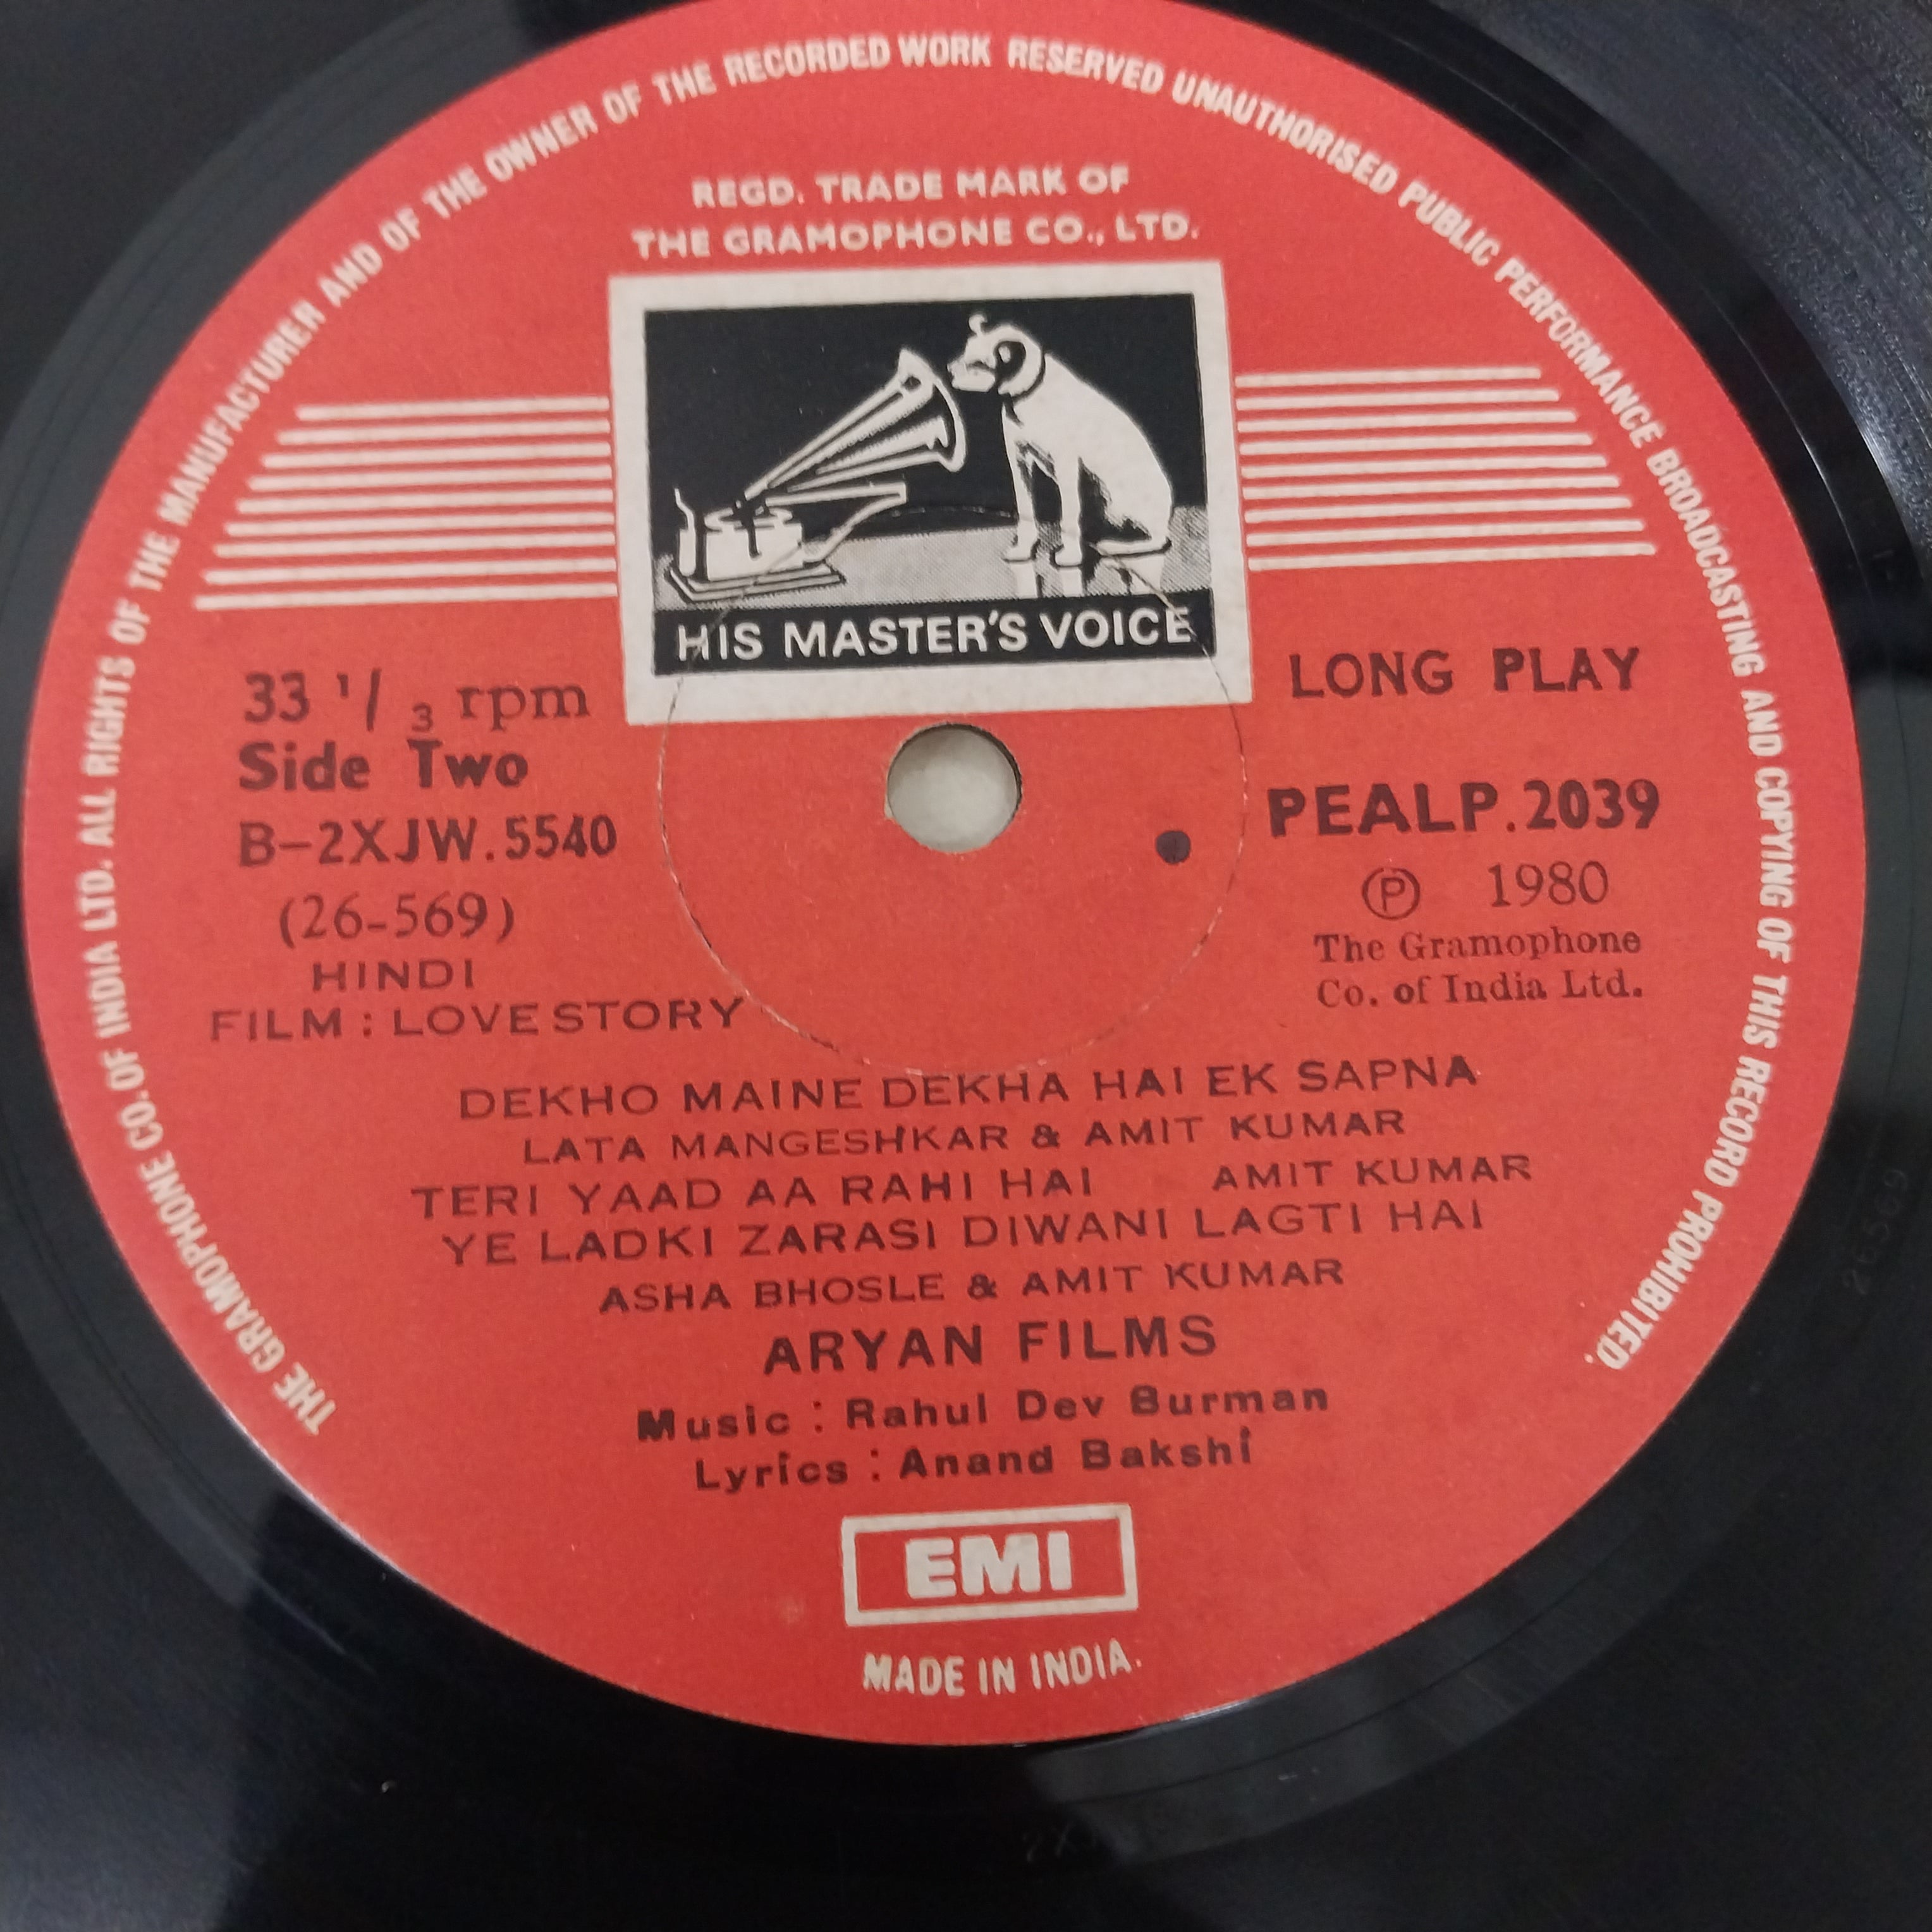 THE GRAMOPHONE CO. OF INDIA LTD. ALL RIGHTS OF THE MANUFACTURER AND OF THE OWNER OF THE RECORDED WORK RESERVED UNAUTHORISED PUBLIC PERFORMANCE BROADCASTING AND COPYING OF THIS RECORD PROHIBITED.
REGD. TRADE MARK OF
THE GRAMOPHONE CO., LTD.
HIS MASTER'S VOICE
33 1/3 rpm
Side Two
B-2XJW.5540
(26-569)
HINDI
FILM : LOVE STORY
LONG PLAY
PEALP.2039
Ⓟ 1980
The Gramophone
Co. of India Ltd.
DEKHO MAINE DEKHA HAI EK SAPNA
LATA MANGESHKAR & AMIT KUMAR
TERI YAAD AA RAHI HAI AMIT KUMAR
YE LADKI ZARASI DIWANI LAGTI HAI
ASHA BHOSLE & AMIT KUMAR
ARYAN FILMS
Music : Rahul Dev Burman
Lyrics : Anand Bakshi
EMI
MADE IN INDIA.